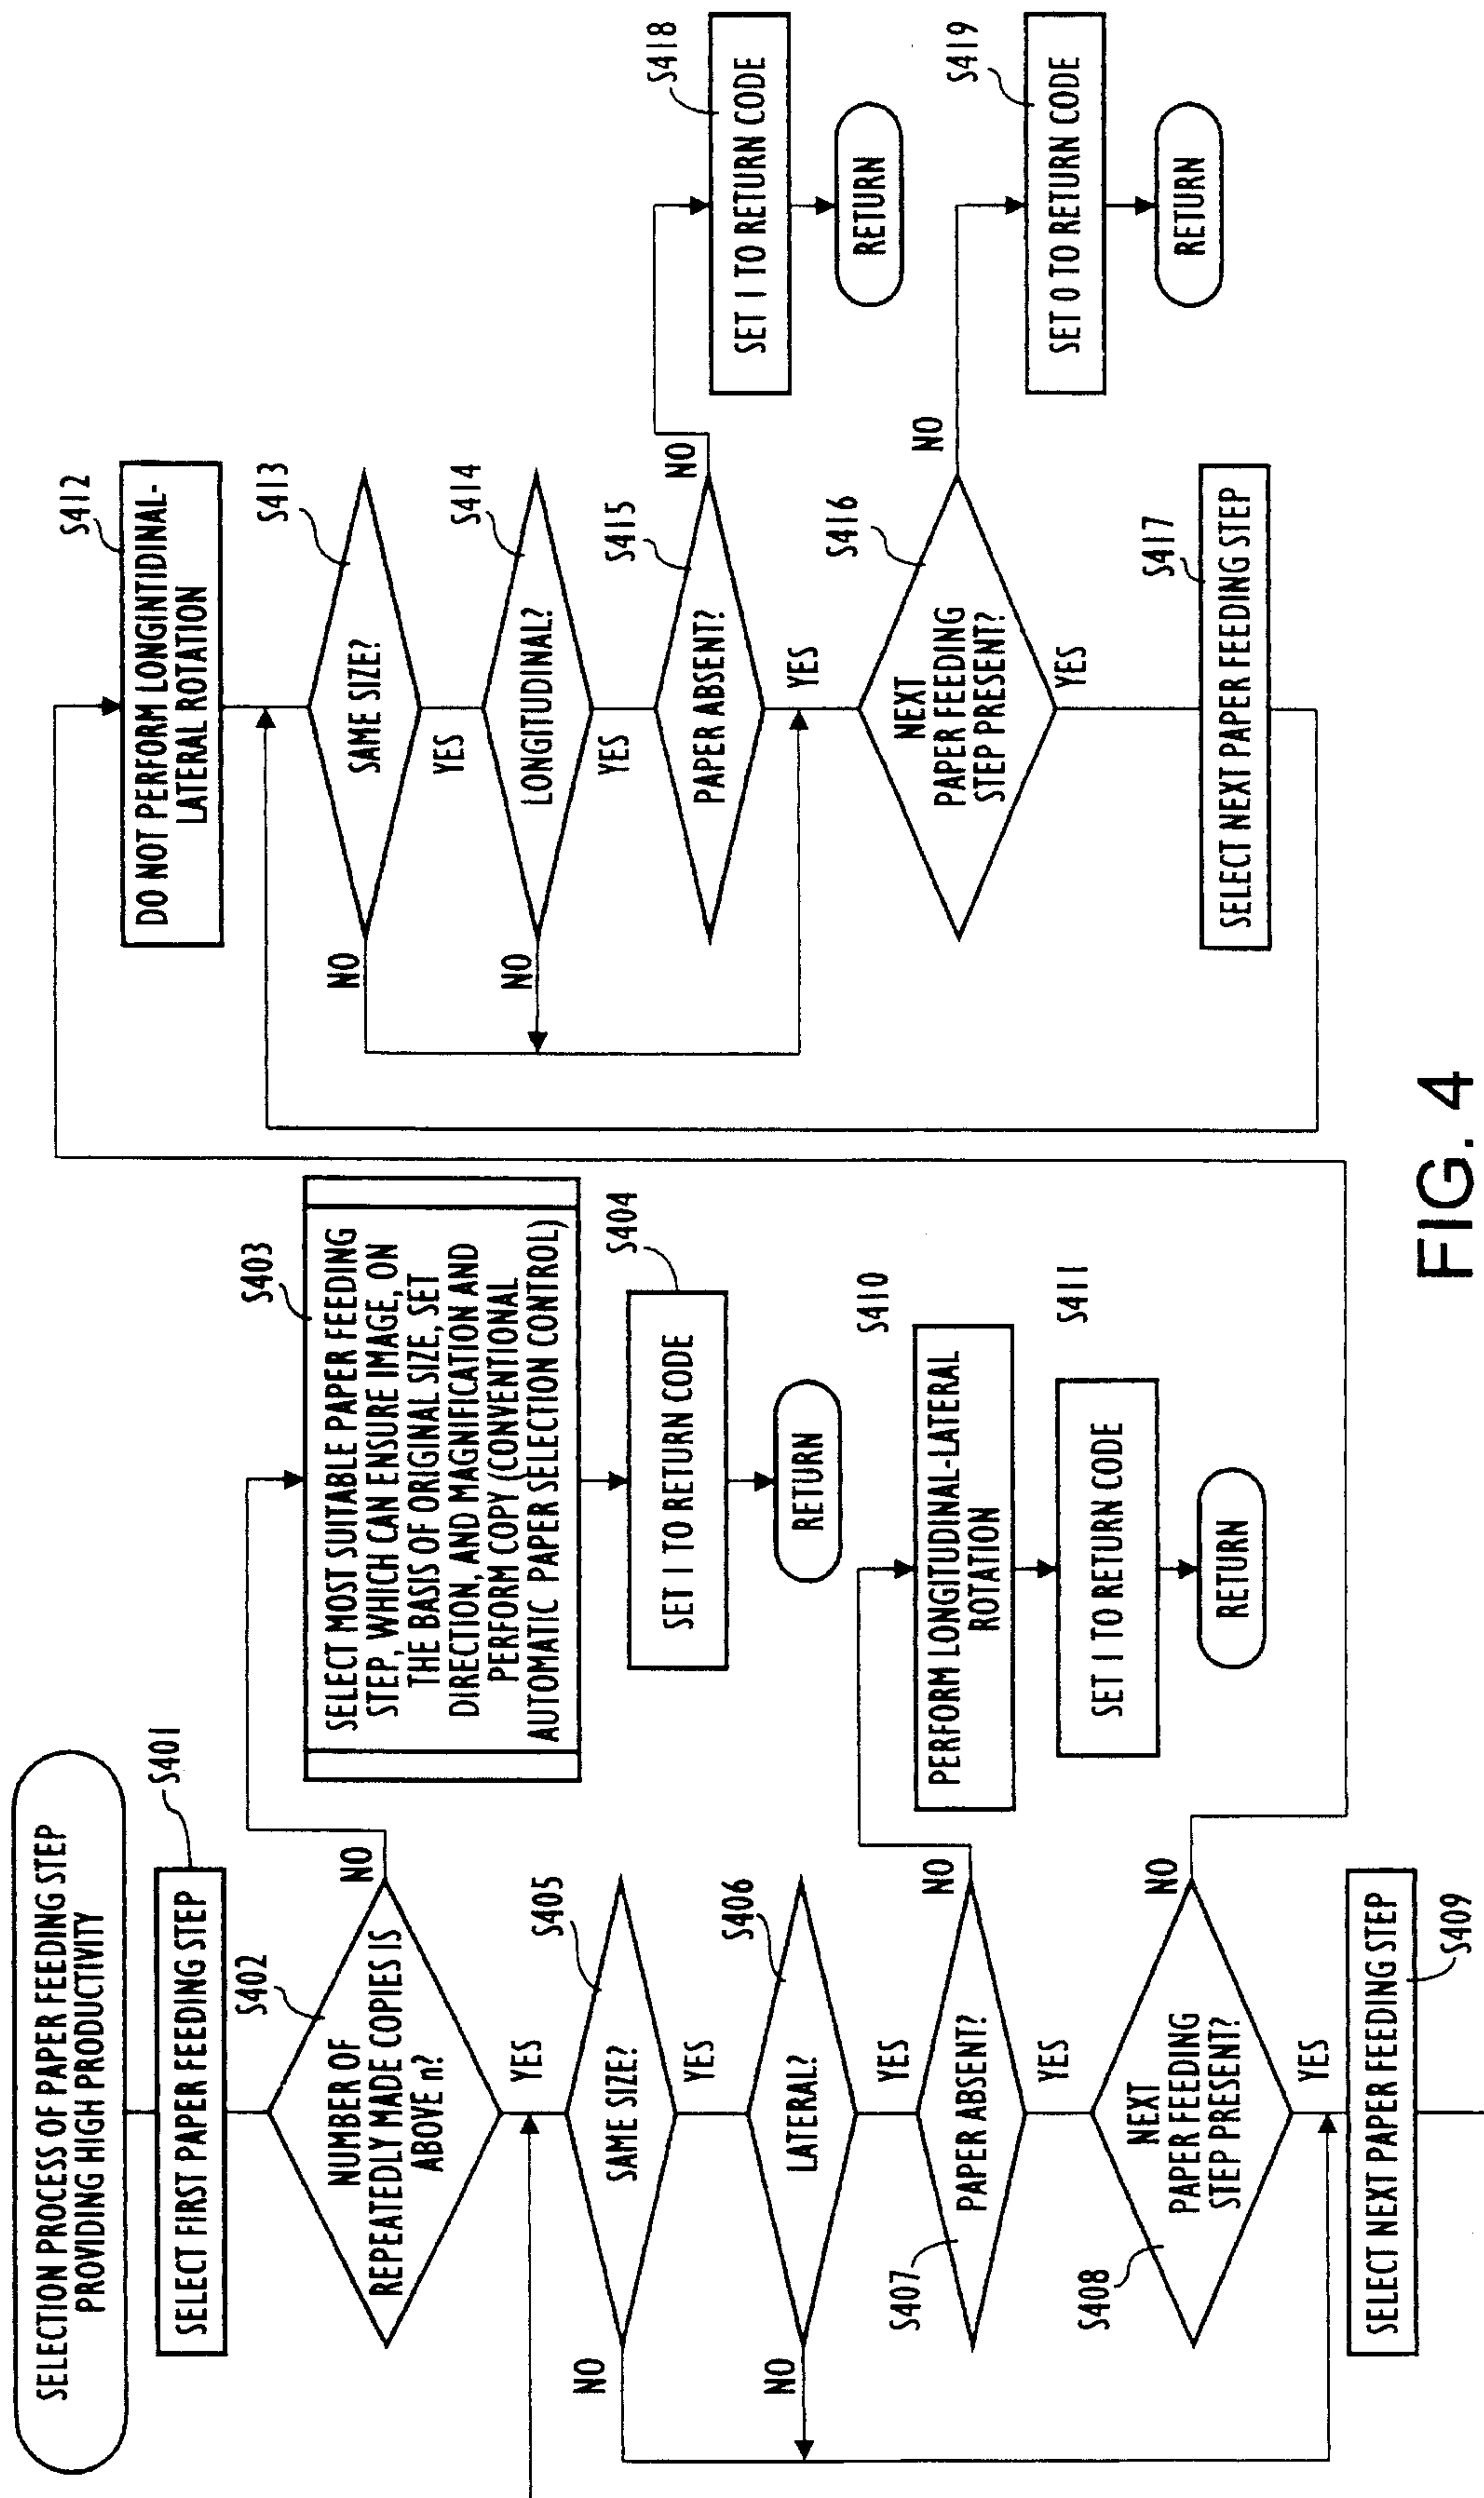 SELECTION PROCESS OF PAPER FEEDING STEP
PROVIDING HIGH PRODUCTIVITY
SELECT FIRST PAPER FEEDING STEP
S401
NUMBER OF
REPEATEDLY MADE COPIES IS
ABOVE n?
S402
NO
YES
SELECT MOST SUITABLE PAPER FEEDING
STEP, WHICH CAN ENSURE IMAGE, ON
THE BASIS OF ORIGINAL SIZE, SET
DIRECTION, AND MAGNIFICATION AND
PERFORM COPY (CONVENTIONAL
AUTOMATIC PAPER SELECTION CONTROL)
S403
SET 1 TO RETURN CODE
S404
RETURN
SAME SIZE?
S405
NO
YES
LATERAL?
S406
NO
YES
PAPER ABSENT?
S407
NO
YES
NEXT
PAPER FEEDING
STEP PRESENT?
S408
NO
YES
SELECT NEXT PAPER FEEDING STEP
S409
PERFORM LONGITUDINAL-LATERAL
ROTATION
S410
SET 1 TO RETURN CODE
S411
RETURN
DO NOT PERFORM LONGINTIDINAL-
LATERAL ROTATION
S412
SAME SIZE?
S413
NO
YES
LONGITUDINAL?
S414
NO
YES
PAPER ABSENT?
S415
NO
YES
NEXT
PAPER FEEDING
STEP PRESENT?
S416
NO
YES
SELECT NEXT PAPER FEEDING STEP
S417
SET 1 TO RETURN CODE
S418
RETURN
SET 0 TO RETURN CODE
S419
RETURN
FIG. 4